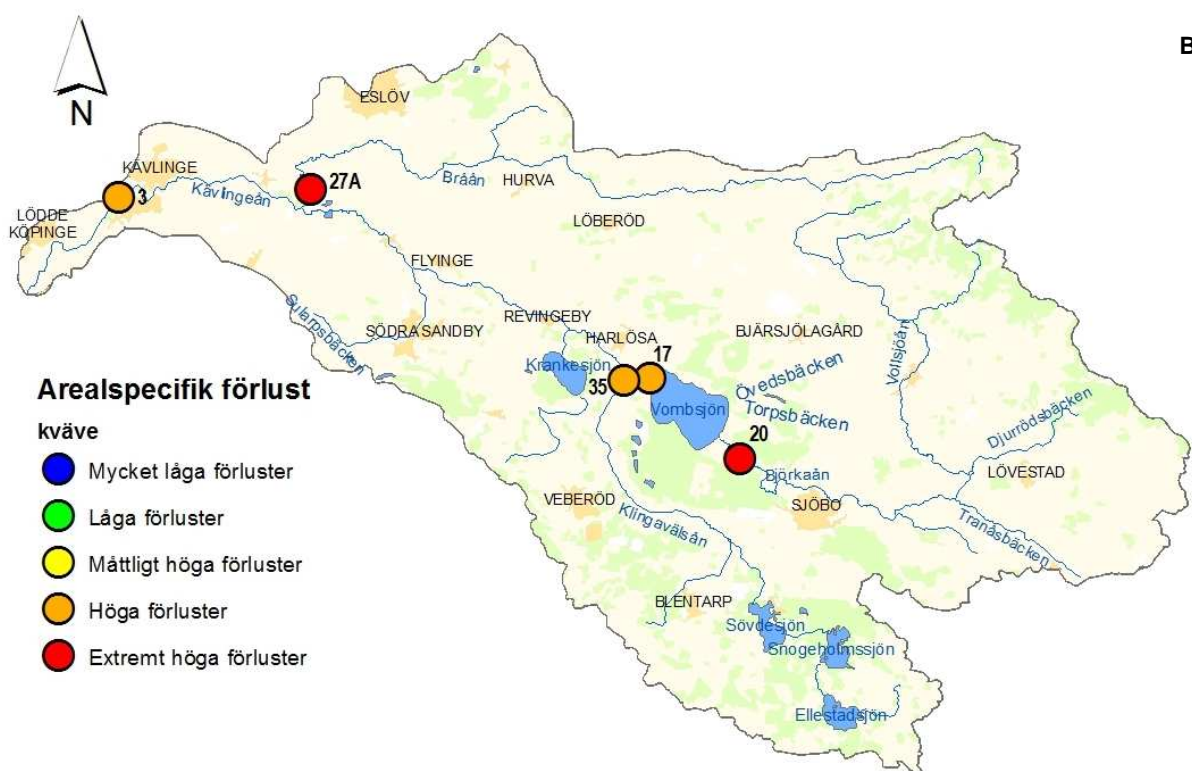 B
N
ESLÖV
KÄVLINGE
27A
Bråån
HURVA
3
Kävlingeån
LÖDDE
KÖPINGE
LÖBERÖD
FLYINGE
Sularpsbäcken
SÖDRA SANDBY
REVINGEBY
HARLÖSA
BJÄRSJÖLAGÅRD
Volsjöån
17
Krankesjön
35
Övedsbäcken
Vombsjön
Torpsbäcken
Djurrödsbäcken
20
Björkaån
LÖVESTAD
VEBERÖD
SJÖBO
Klingavälsån
Tranåsbäcken
BLENTARP
Sövdesjön
Snogeholmssjön
Ellestadsjön
Arealspecifik förlust
kväve
Mycket låga förluster
Låga förluster
Måttligt höga förluster
Höga förluster
Extremt höga förluster